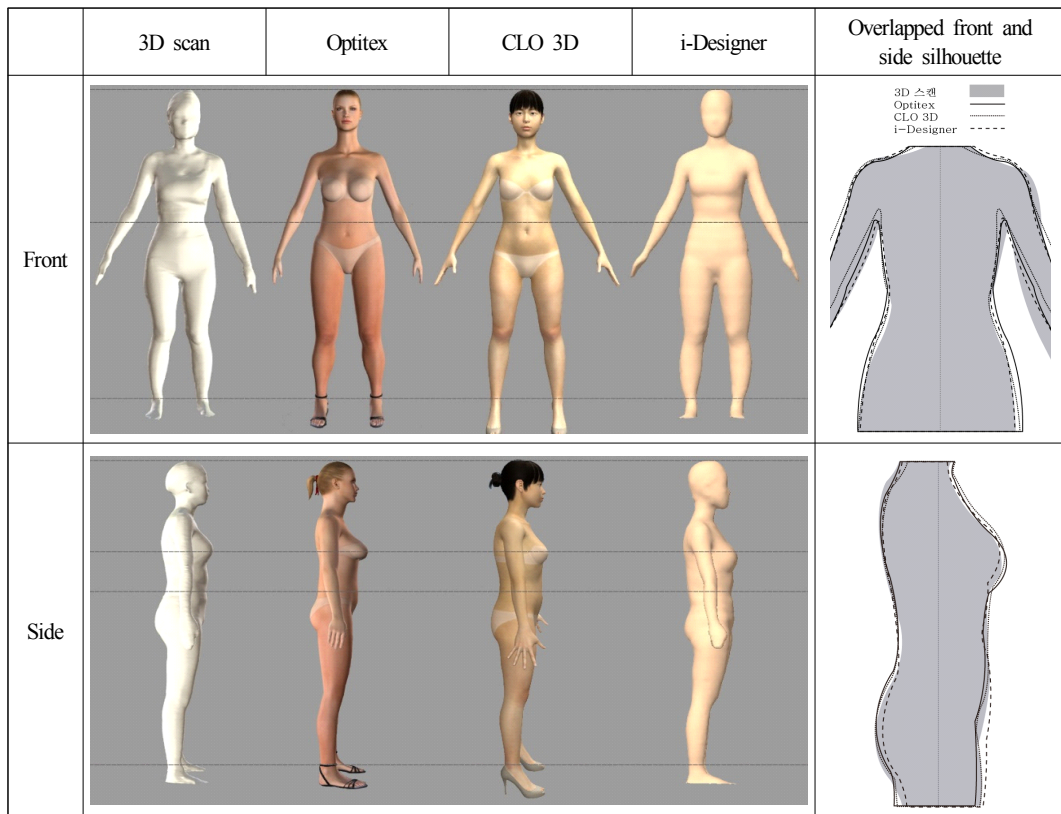 3D scan
Optitex
CLO 3D
i-Designer
Overlapped front and
side silhouette
Front
3D 스캔
Optitex
CLO 3D
i-Designer
Side